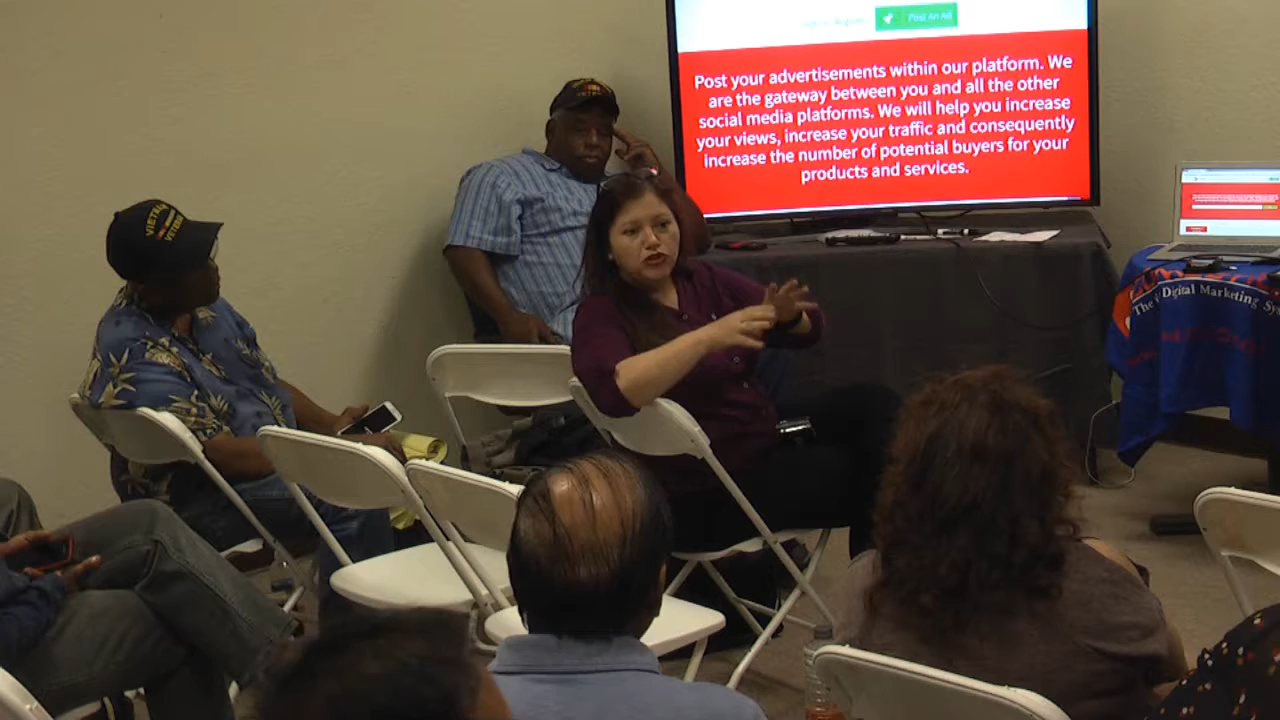 Post An Ad
Post your advertisements within our platform. We
are the gateway between you and all the other
social media platforms. We will help you increase
your views, increase your traffic and consequently
increase the number of potential buyers for your
products and services.
VIETNAM
VETERAN
The
Digital Marketing Sy